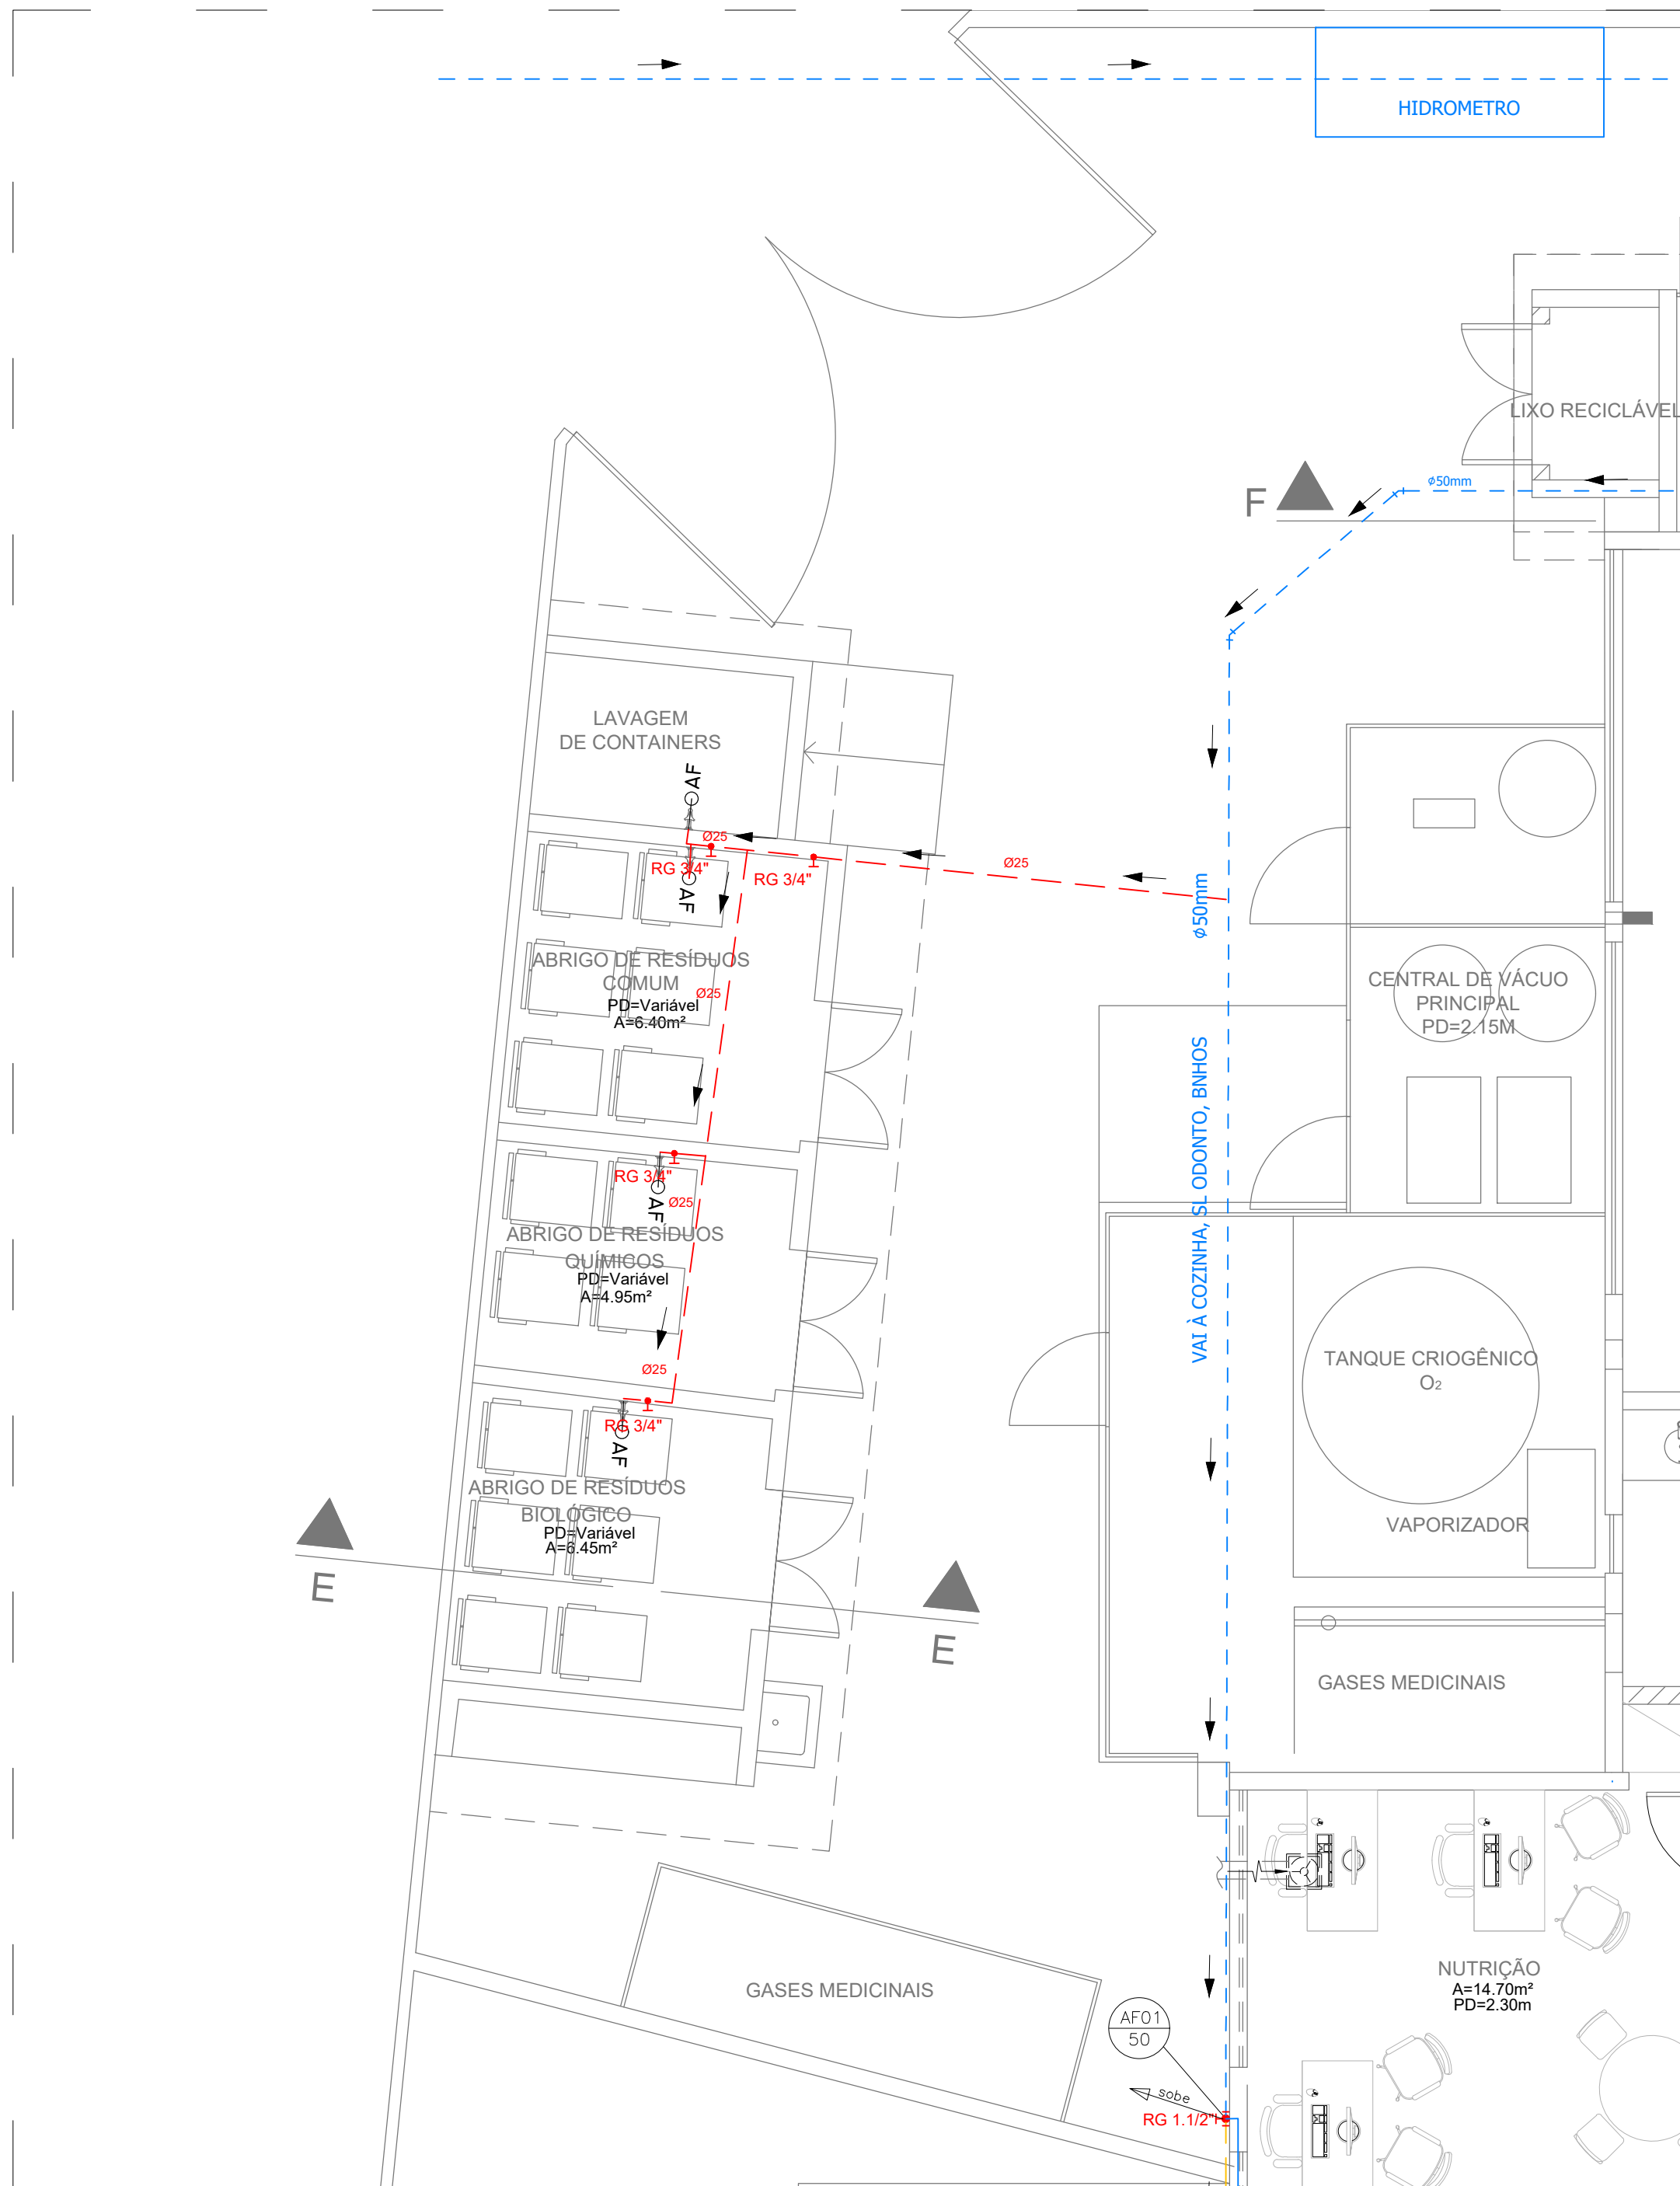 HIDROMETRO
LIXO RECICLÁVEL
ø50mm
F
LAVAGEM
DE CONTAINERS
AF
Ø25
RG 3/4"
RG 3/4"
Ø25
AF
ø50mm
ABRIGO DE RESÍDUOS
COMUM
PD=Variável
A=6.40m²
Ø25
CENTRAL DE VÁCUO
PRINCIPAL
PD=2.15M
VAI À COZINHA, SL ODONTO, BNHOS
RG 3/4"
Ø25
AF
ABRIGO DE RESÍDUOS
QUÍMICOS
PD=Variável
A=4.95m²
Ø25
TANQUE CRIOGÊNICO
O2
RG 3/4"
AF
ABRIGO DE RESÍDUOS
BIOLÓGICO
PD=Variável
A=6.45m²
VAPORIZADOR
E
E
GASES MEDICINAIS
GASES MEDICINAIS
NUTRIÇÃO
A=14.70m²
PD=2.30m
AF01
50
sobe
RG 1.1/2"